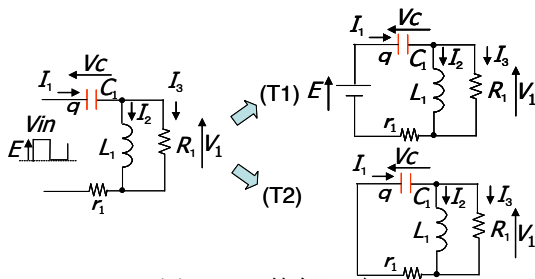 I₁ Vc
q C₁ I₃
I₂
Vin
E L₁ R₁ V₁
r₁
(T1)
I₁ Vc
q C₁ I₂ I₃
E L₁ R₁ V₁
r₁
(T2)
I₁ Vc
q C₁ I₂ I₃
L₁ R₁ V₁
r₁